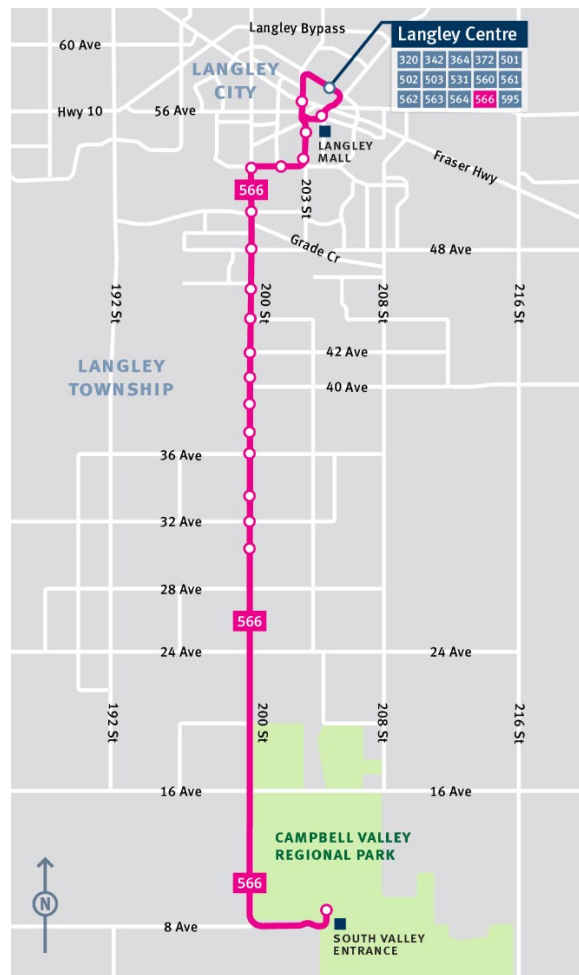 Langley Bypass
Langley Centre
320 342 364 372 501
502 503 531 560 561
562 563 564 566 595
60 Ave
LANGLEY
CITY
Hwy 10
56 Ave
LANGLEY
MALL
Fraser Hwy
566
203 St
Grade Cr
48 Ave
192 St
200 St
208 St
216 St
LANGLEY
TOWNSHIP
42 Ave
40 Ave
36 Ave
32 Ave
28 Ave
566
24 Ave
24 Ave
192 St
200 St
208 St
216 St
16 Ave
16 Ave
CAMPBELL VALLEY
REGIONAL PARK
566
N
8 Ave
SOUTH VALLEY
ENTRANCE